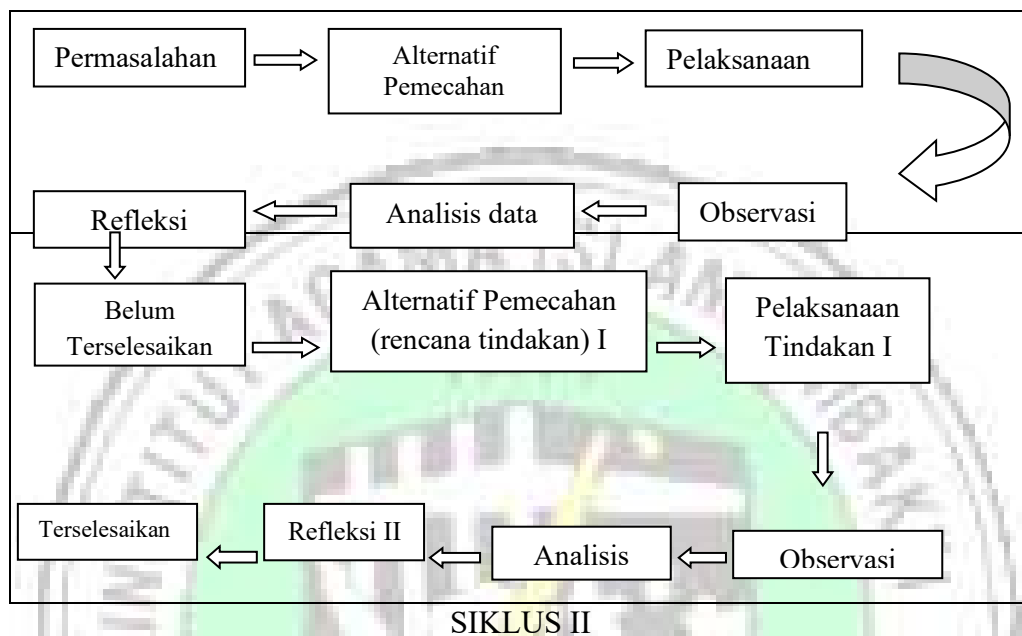 Permasalahan
Alternatif
Pemecahan
Pelaksanaan
Observasi
Analisis data
Refleksi
Belum
Terselesaikan
Alternatif Pemecahan
(rencana tindakan) I
Pelaksanaan
Tindakan I
Observasi
Analisis
Refleksi II
Terselesaikan
SIKLUS II